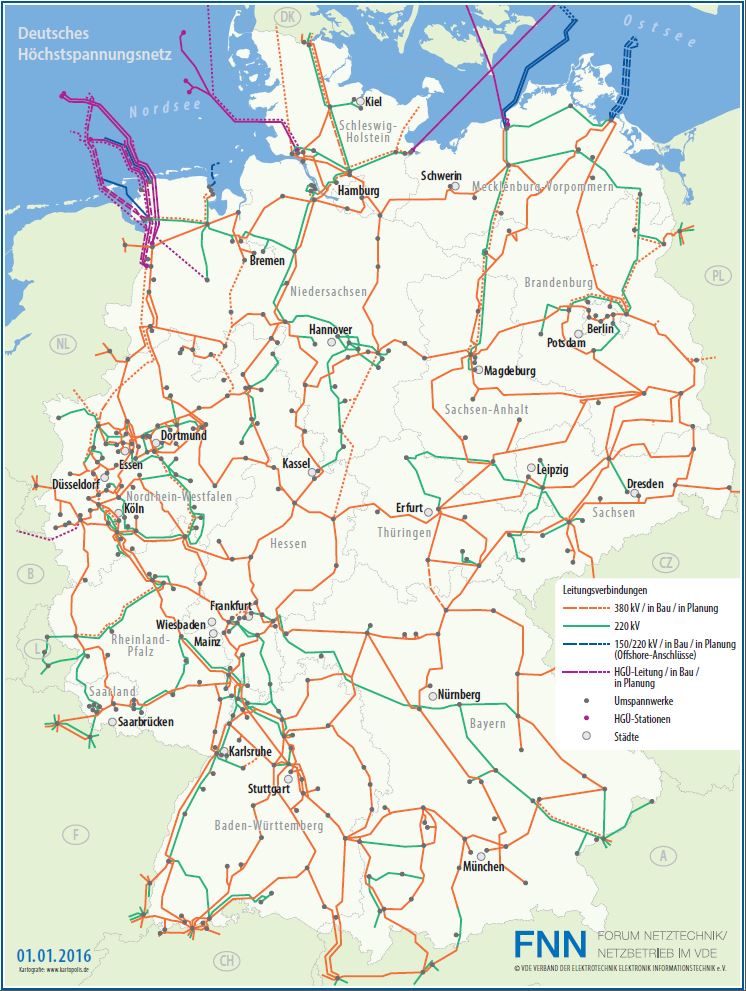 Deutsches
Höchstspannungsnetz
DK
Ostsee
Nordsee
Kiel
Schleswig-
Holstein
Schwerin
Mecklenburg-Vorpommern
Hamburg
Bremen
PL
Niedersachsen
Brandenburg
NL
Hannover
Berlin
Potsdam
Magdeburg
Sachsen-Anhalt
Dortmund
Essen
Kassel
Leipzig
Düsseldorf
Dresden
Nordrhein-Westfalen
Köln
Erfurt
Sachsen
Thüringen
Hessen
CZ
B
Leitungsverbindungen
380 kV / in Bau / in Planung
220 kV
150/220 kV / in Bau / in Planung
(Offshore-Anschlüsse)
HGÜ-Leitung / in Bau /
in Planung
Umspannwerke
HGÜ-Stationen
Städte
Frankfurt
Wiesbaden
Mainz
Rheinland-
Pfalz
L
Saarland
Saarbrücken
Nürnberg
Bayern
Karlsruhe
Stuttgart
Baden-Württemberg
F
A
München
CH
01.01.2016
Kartografie: www.kartopolis.de
FNN FORUM NETZTECHNIK/
NETZBETRIEB IM VDE
© VDE VERBAND DER ELEKTROTECHNIK ELEKTRONIK INFORMATIONSTECHNIK e.V.